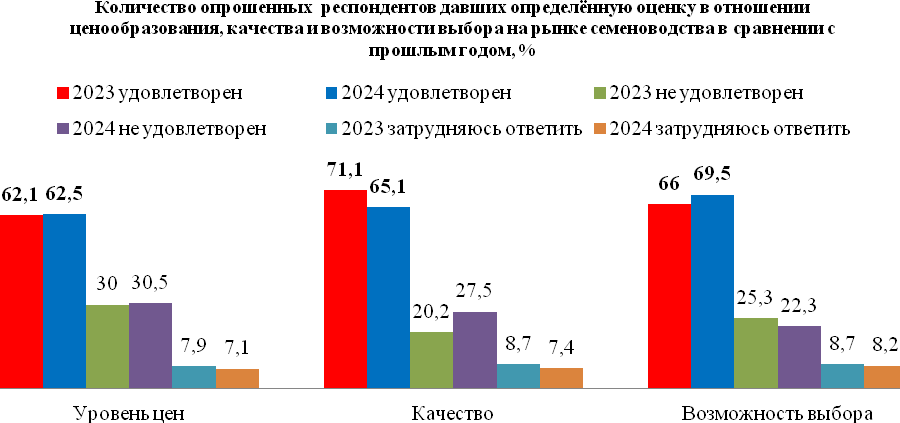 Количество опрошенных респондентов давших определённую оценку в отношении
ценообразования, качества и возможности выбора на рынке семеноводства в сравнении с
прошлым годом, %
2023 удовлетворен
2024 удовлетворен
2023 не удовлетворен
2024 не удовлетворен
2023 затрудняюсь ответить
2024 затрудняюсь ответить
62,1 62,5 30 30,5 7,9 7,1
71,1 65,1 20,2 27,5 8,7 7,4
66 69,5 25,3 22,3 8,7 8,2
Уровень цен
Качество
Возможность выбора